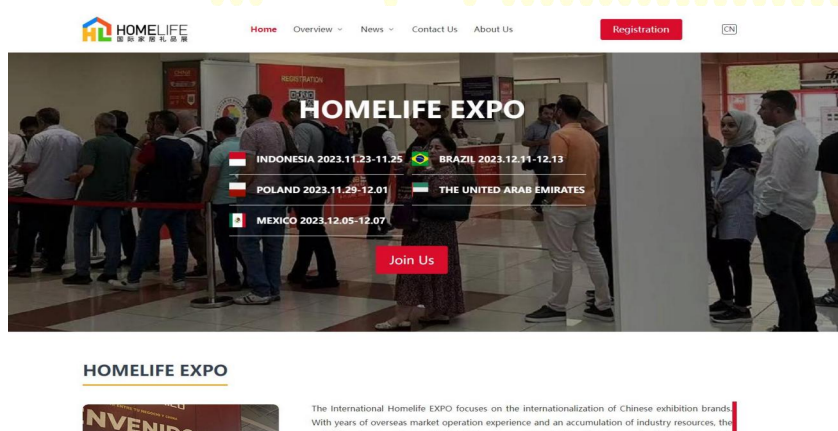 HOMELIFE
国际家居礼品展
Home Overview News Contact Us About Us Registration CN
REGISTRATION
HOMELIFE EXPO
INDONESIA 2023.11.23-11.25 BRAZIL 2023.12.11-12.13
POLAND 2023.11.29-12.01 THE UNITED ARAB EMIRATES
MEXICO 2023.12.05-12.07
Join Us
HOMELIFE EXPO
The International Homelife EXPO focuses on the internationalization of Chinese exhibition brands.
With years of overseas market operation experience and an accumulation of industry resources, the